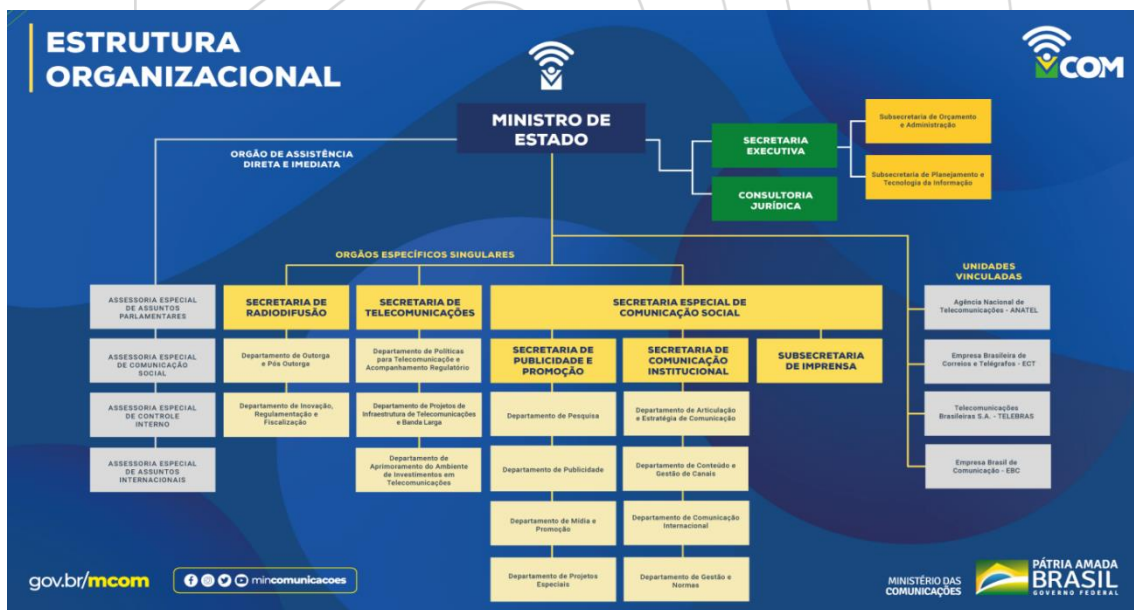 ESTRUTURA
ORGANIZACIONAL
COM
MINISTRO DE
ESTADO
ORGÃO DE ASSISTÊNCIA
DIRETA E IMEDIATA
SECRETARIA
EXECUTIVA
CONSULTORIA
JURÍDICA
Subsecretaria de Orçamento
e Administração
Subsecretaria de Planejamento e
Tecnologia da Informação
ORGÃOS ESPECÍFICOS SINGULARES
UNIDADES
VINCULADAS
ASSESSORIA ESPECIAL
DE ASSUNTOS
PARLAMENTARES
ASSESSORIA ESPECIAL
DE COMUNICAÇÃO
SOCIAL
ASSESSORIA ESPECIAL
DE CONTROLE
INTERNO
ASSESSORIA ESPECIAL
DE ASSUNTOS
INTERNACIONAIS
SECRETARIA DE
RADIODIFUSÃO
Departamento de Outorga
e Pós Outorga
Departamento de Inovação,
Regulamentação e
Fiscalização
SECRETARIA DE
TELECOMUNICAÇÕES
Departamento de Políticas
para Telecomunicaçõe e
Acompanhamento Regulatório
Departamento de Projetos de
Infraestrutura de Telecomunicações
e Banda Larga
Departamento de
Aprimoramento do Ambiente
de Investimentos em
Telecomunicações
SECRETARIA ESPECIAL DE
COMUNICAÇÃO SOCIAL
SECRETARIA DE
PUBLICIDADE E
PROMOÇÃO
Departamento de Pesquisa
Departamento de Publicidade
Departamento de Mídia e
Promoção
Departamento de Projetos
Especiais
SECRETARIA DE
COMUNICAÇÃO
INSTITUCIONAL
Departamento de Articulação
e Estratégia de Comunicação
Departamento de Conteúdo e
Gestão de Canais
Departamento de Comunicação
Internacional
Departamento de Gestão e
Normas
SUBSECRETARIA
DE IMPRENSA
Agência Nacional de
Telecomunicações - ANATEL
Empresa Brasileira de
Correios e Telégrafos - ECT
Telecomunicações
Brasileiras S.A. - TELEBRAS
Empresa Brasil de
Comunicação - EBC
gov.br/mcom
mincomunicacoes
MINISTÉRIO DAS
COMUNICAÇÕES
PÁTRIA AMADA
BRASIL
GOVERNO FEDERAL